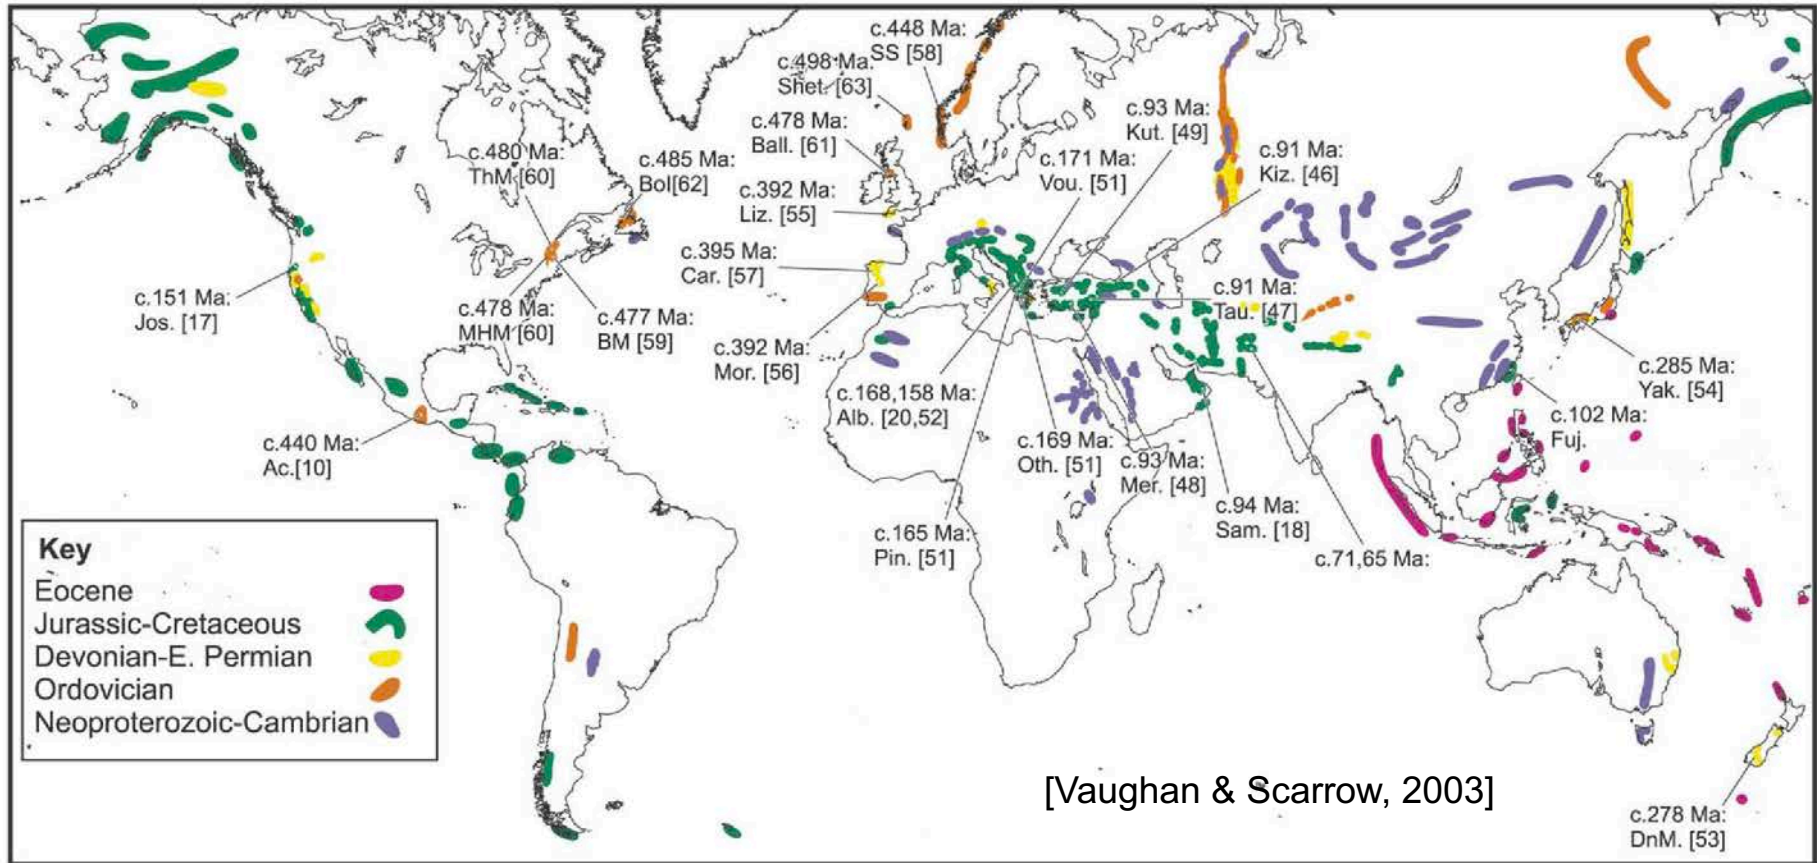 c.448 Ma:
SS [58]
c.498 Ma:
Shet. [63]
c.93 Ma:
Kut. [49]
c.478 Ma:
Ball. [61]
c.480 Ma:
ThM [60]
c.485 Ma:
Bol[62]
c.171 Ma:
Vou. [51]
c.91 Ma:
Kiz. [46]
c.392 Ma:
Liz. [55]
c.395 Ma:
Car. [57]
c.151 Ma:
Jos. [17]
c.478 Ma:
MHM [60]
c.477 Ma:
BM [59]
c.91 Ma:
Tau. [47]
c.392 Ma:
Mor. [56]
c.285 Ma:
Yak. [54]
c.168,158 Ma:
Alb. [20,52]
c.102 Ma:
Fuj.
c.440 Ma:
Ac.[10]
c.169 Ma:
Oth. [51]
c.93 Ma:
Mer. [48]
c.94 Ma:
Sam. [18]
c.165 Ma:
Pin. [51]
c.71,65 Ma:
Key
Eocene
Jurassic-Cretaceous
Devonian-E. Permian
Ordovician
Neoproterozoic-Cambrian
[Vaughan & Scarrow, 2003]
c.278 Ma:
DnM. [53]